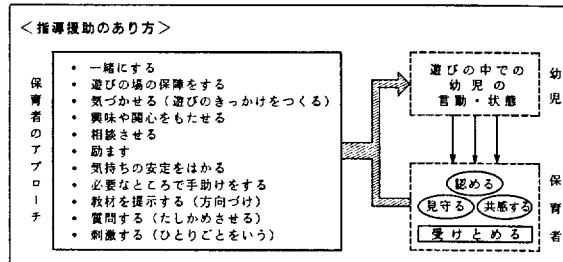 ＜指導援助のあり方＞
保育者のアプローチ
・ 一緒にする
・ 遊びの場の保障をする
・ 気づかせる（遊びのきっかけをつくる）
・ 興味や関心をもたせる
・ 相談させる
・ 励ます
・ 気持ちの安定をはかる
・ 必要なところで手助けをする
・ 教材を提示する（方向づけ）
・ 質問する（たしかめさせる）
・ 刺激する（ひとりごとをいう）
遊びの中での
幼児の
言動・状態
幼児
認める
見守る 共感する
受けとめる
保育者